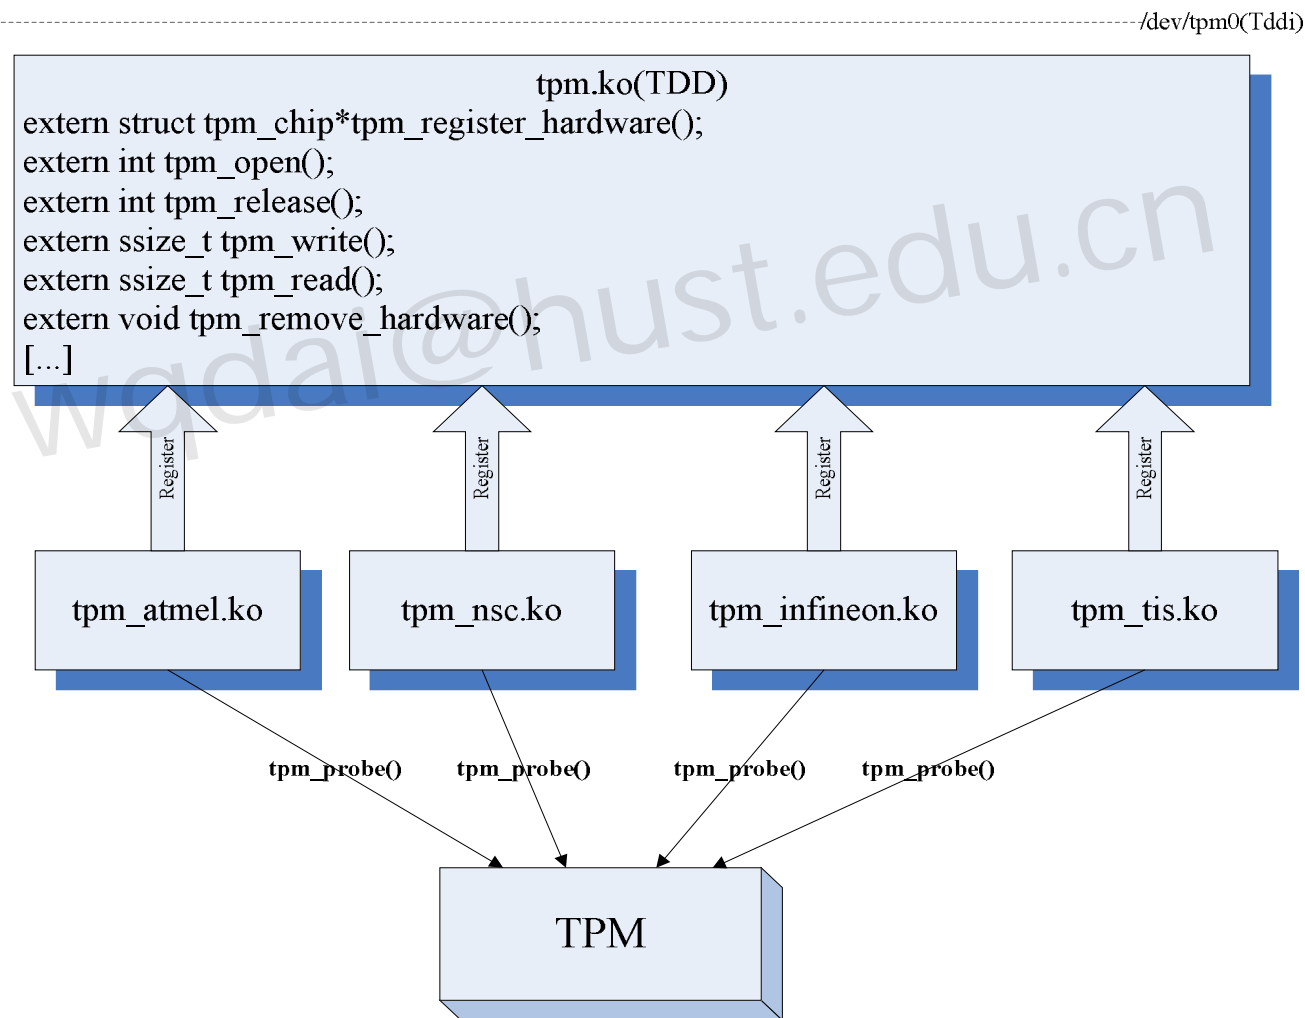 /dev/tpm0(Tddi)
tpm.ko(TDD)
extern struct tpm_chip*tpm_register_hardware();
extern int tpm_open();
extern int tpm_release();
extern ssize_t tpm_write();
extern ssize_t tpm_read();
extern void tpm_remove_hardware();
[...]
wqdai@hust.edu.cn
Register
Register
Register
Register
tpm_atmel.ko
tpm_nsc.ko
tpm_infineon.ko
tpm_tis.ko
tpm_probe()
tpm_probe()
tpm_probe()
tpm_probe()
TPM